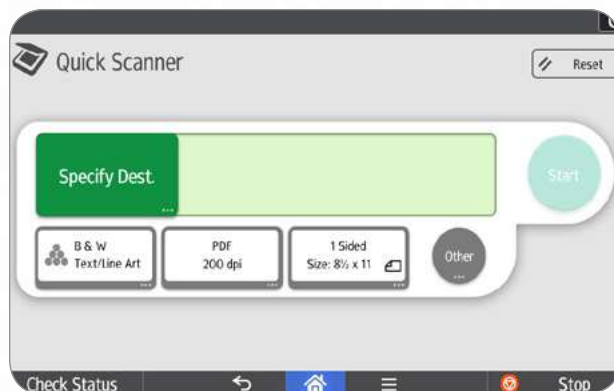 Quick Scanner
Reset
Specify Dest.
Start
B & W
Text/Line Art
PDF
200 dpi
1 Sided
Size: 8½ x 11
Other
Check Status
Stop